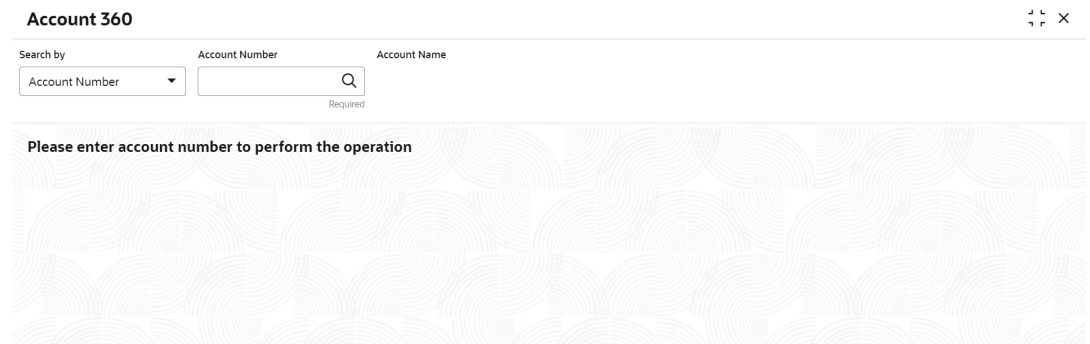 Account 360
Search by
Account Number
Account Name
Account Number
Required
Please enter account number to perform the operation